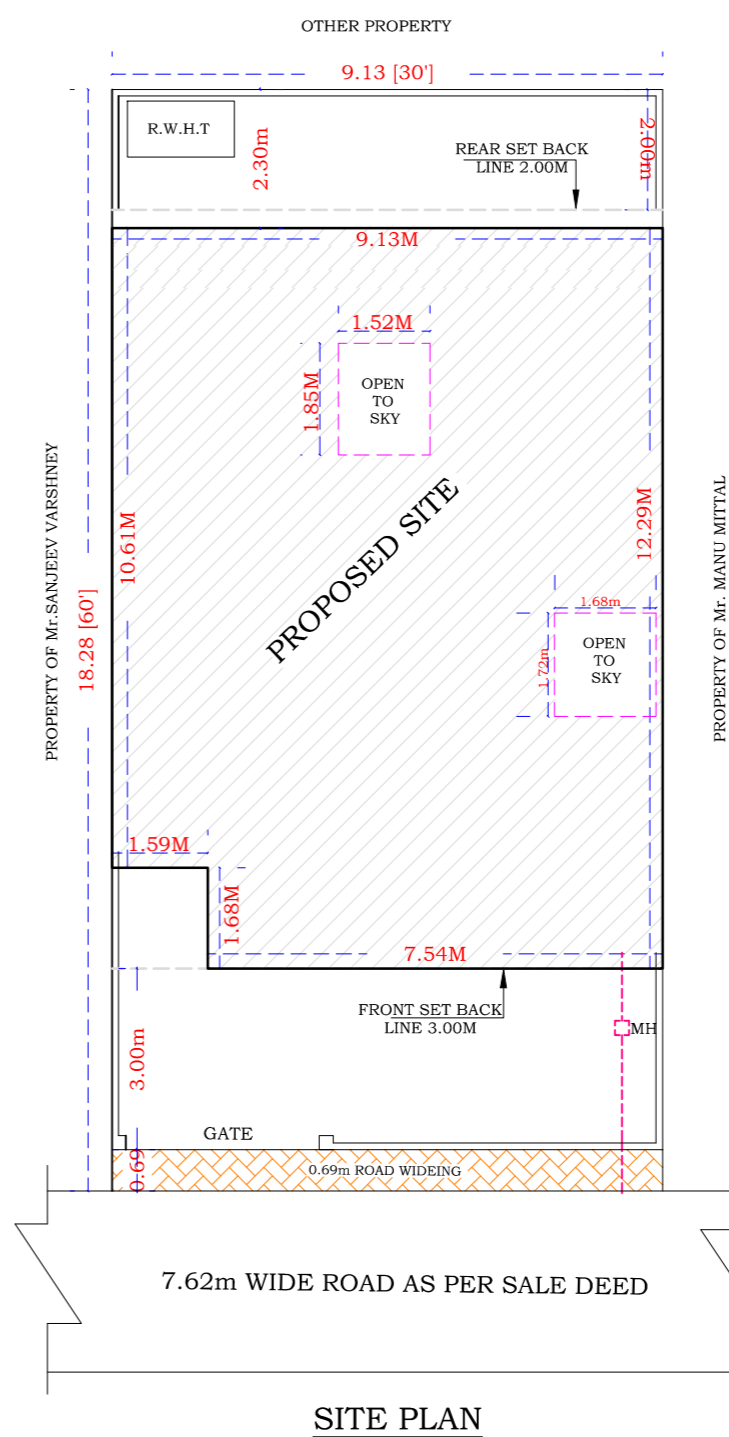 OTHER PROPERTY
9.13 [30']
R.W.H.T
2.30m
REAR SET BACK
LINE 2.00M
2.00m
9.13M
1.52M
1.85M
OPEN
TO
SKY
PROPERTY OF Mr.SANJEEV VARSHNEY
18.28 [60']
10.61M
PROPOSED SITE
12.29M
PROPERTY OF Mr. MANU MITTAL
1.68m
1.72m
OPEN
TO
SKY
1.59M
1.68M
7.54M
FRONT SET BACK
LINE 3.00M
MH
3.00m
GATE
0.69
0.69m ROAD WIDEING
7.62m WIDE ROAD AS PER SALE DEED
SITE PLAN